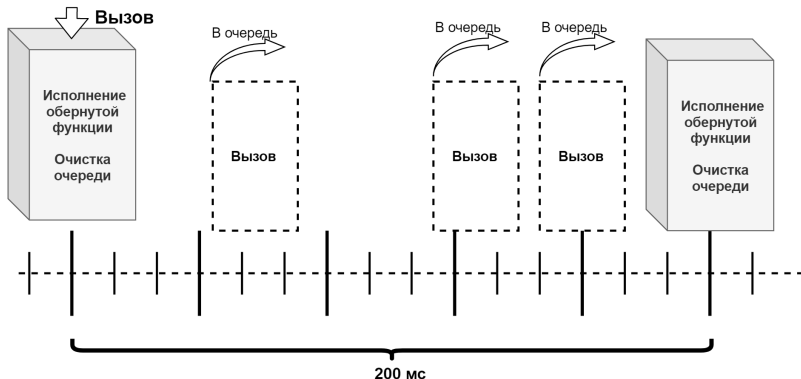 Вызов
В очередь
В очередь
В очередь
Исполнение
обернутой
функции
Очистка
очереди
Вызов
Вызов
Вызов
Исполнение
обернутой
функции
Очистка
очереди
200 мс